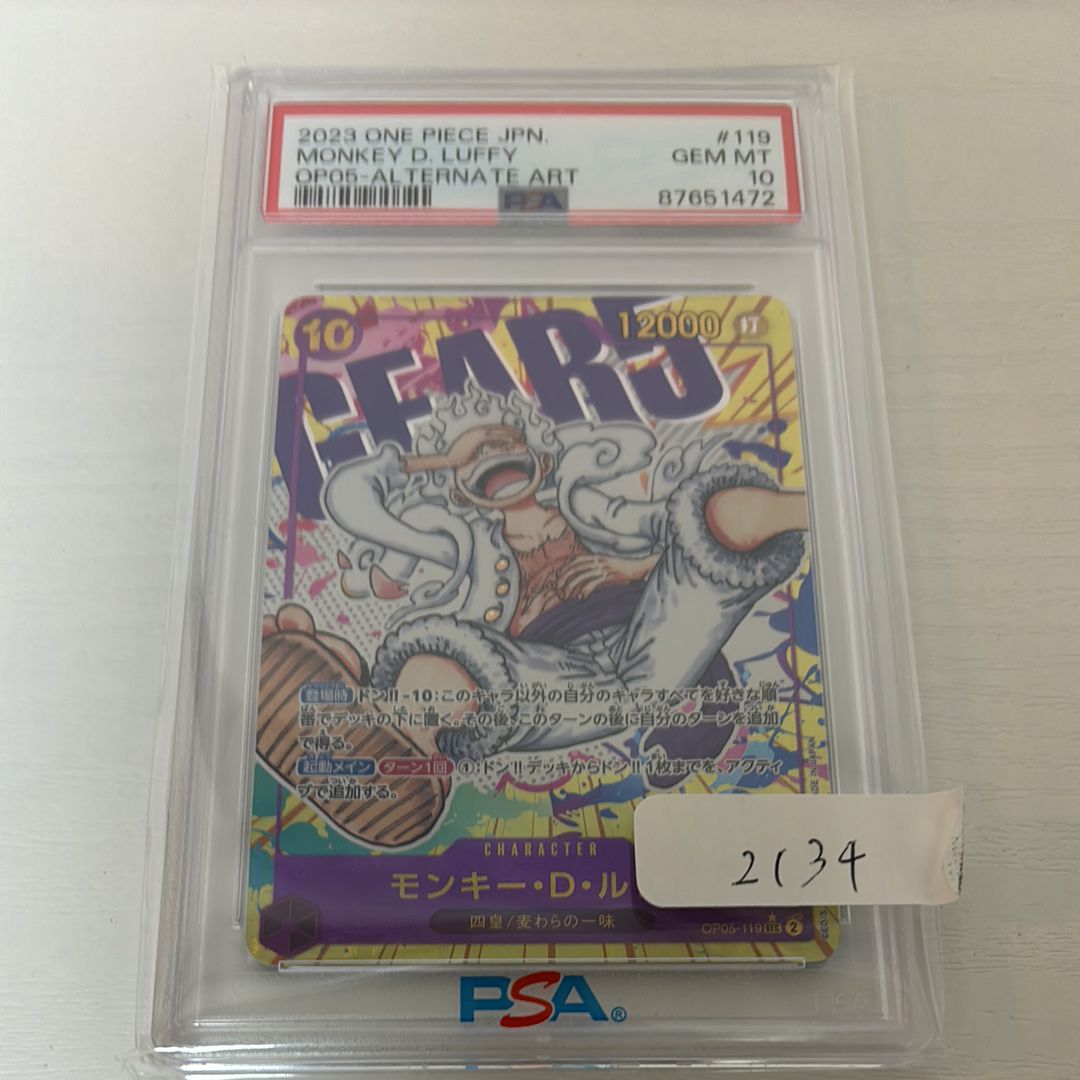 2023 ONE PIECE JPN. #119
MONKEY D. LUFFY GEM MT
OP05-ALTERNATE ART 10
PSA 87651472
10
12000 打
GEAR5
登場時 ドン!!-10:このキャラ以外の自分のキャラすべてを好きな順
番でデッキの下に置く。その後、このターンの後に自分のターンを追加
で得る。
起動メイン ターン1回 ①:ドン!!デッキからドン!!1枚までを、アクティ
ブで追加する。
MADE IN JAPAN
CHARACTER
モンキー・D・ル
四皇/麦わらの一味
OP05-119 SEC 2
2134
PSA®